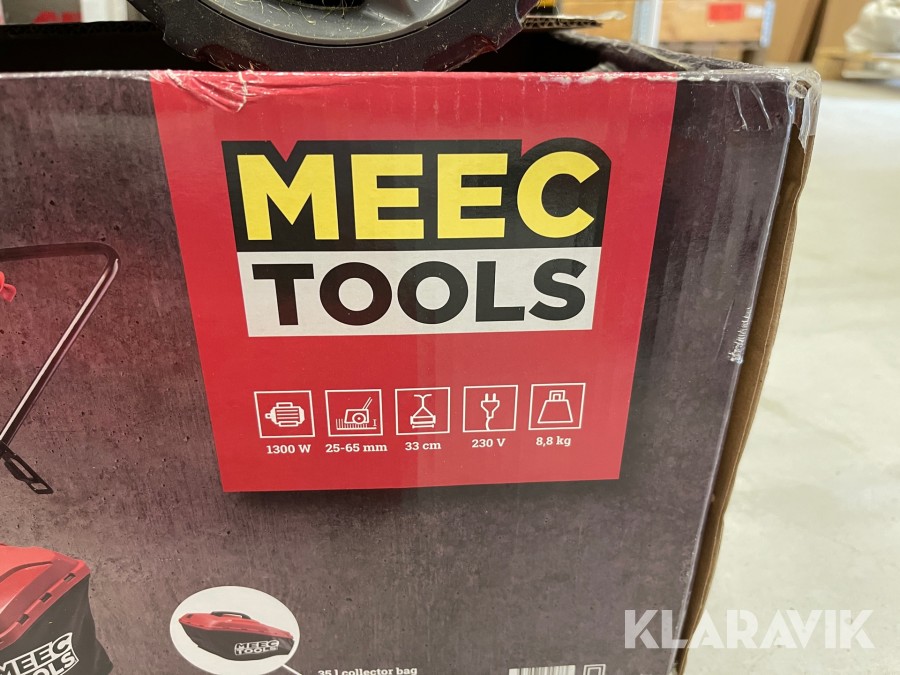 MEEC
TOOLS
1300 W 25-65 mm 33 cm 230 V 8,8 kg
MEEC
TOOLS
MEEC
TOOLS
35 l collector bag
KLARAVIK